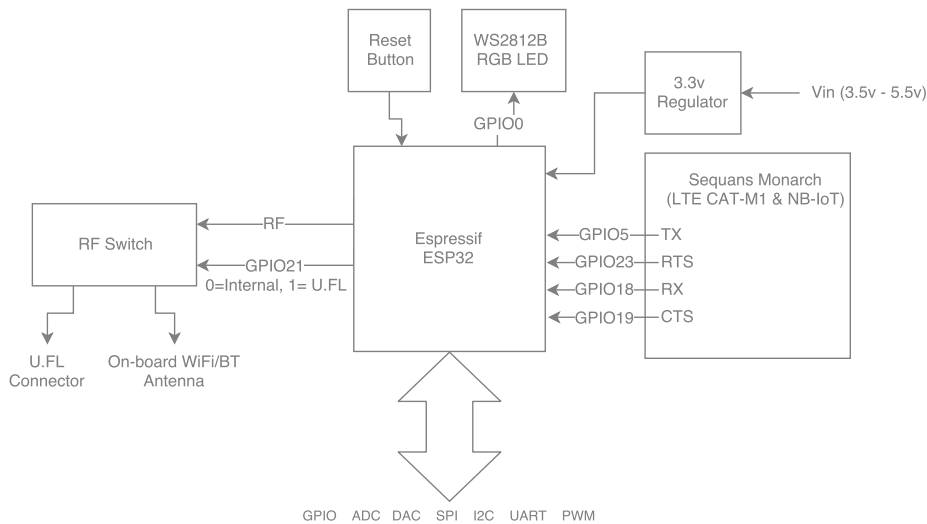 Reset
Button
WS2812B
RGB LED
3.3v
Regulator
Vin (3.5v - 5.5v)
GPIO0
Sequans Monarch
(LTE CAT-M1 & NB-IoT)
RF Switch
RF
GPIO21
0=Internal, 1= U.FL
Espressif
ESP32
GPIO5 TX
GPIO23 RTS
GPIO18 RX
GPIO19 CTS
U.FL
Connector
On-board WiFi/BT
Antenna
GPIO ADC DAC SPI I2C UART PWM